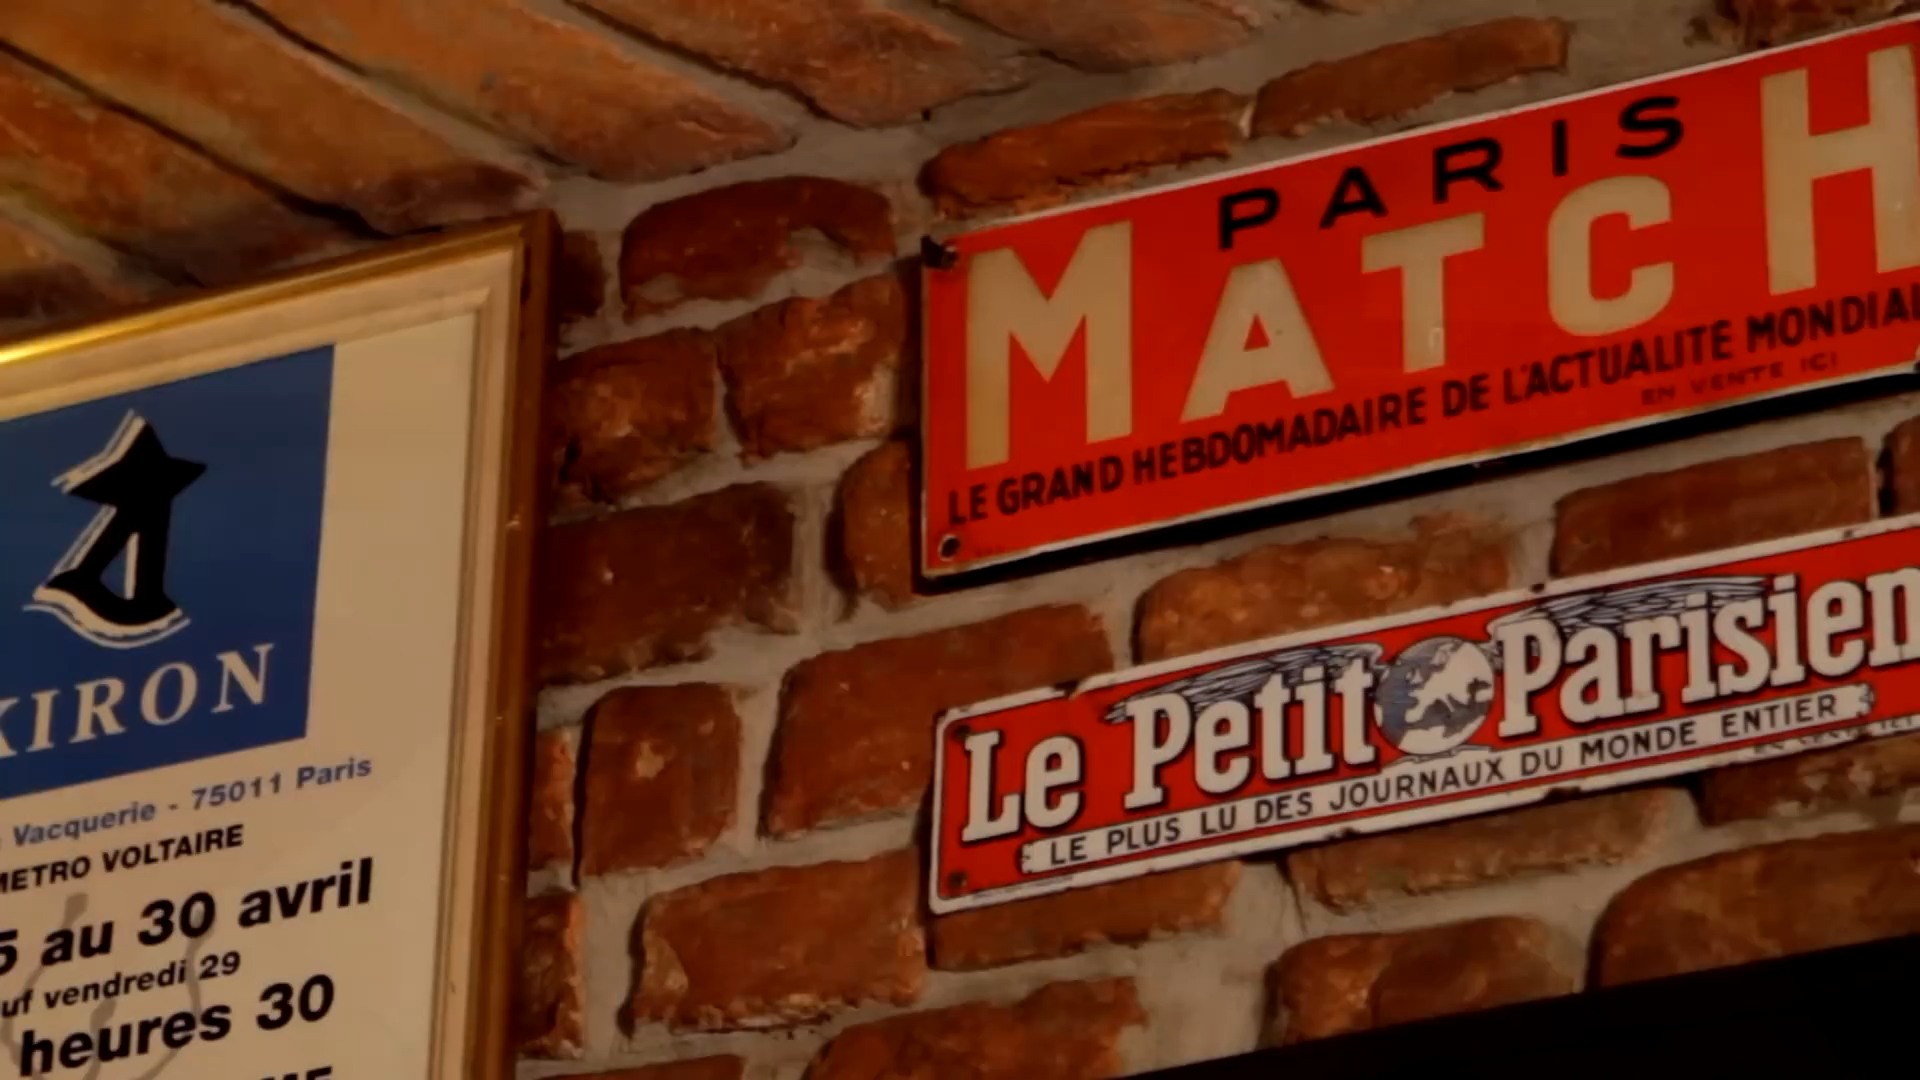 KIRON
Vacquerie - 75011 Paris
METRO VOLTAIRE
5 au 30 avril
vendredi 29
heures 30
PARIS
MATCH
LE GRAND HEBDOMADAIRE DE L'ACTUALITÉ MONDIAL
EN VENTE ICI
Le Petit Parisien
LE PLUS LU DES JOURNAUX DU MONDE ENTIER